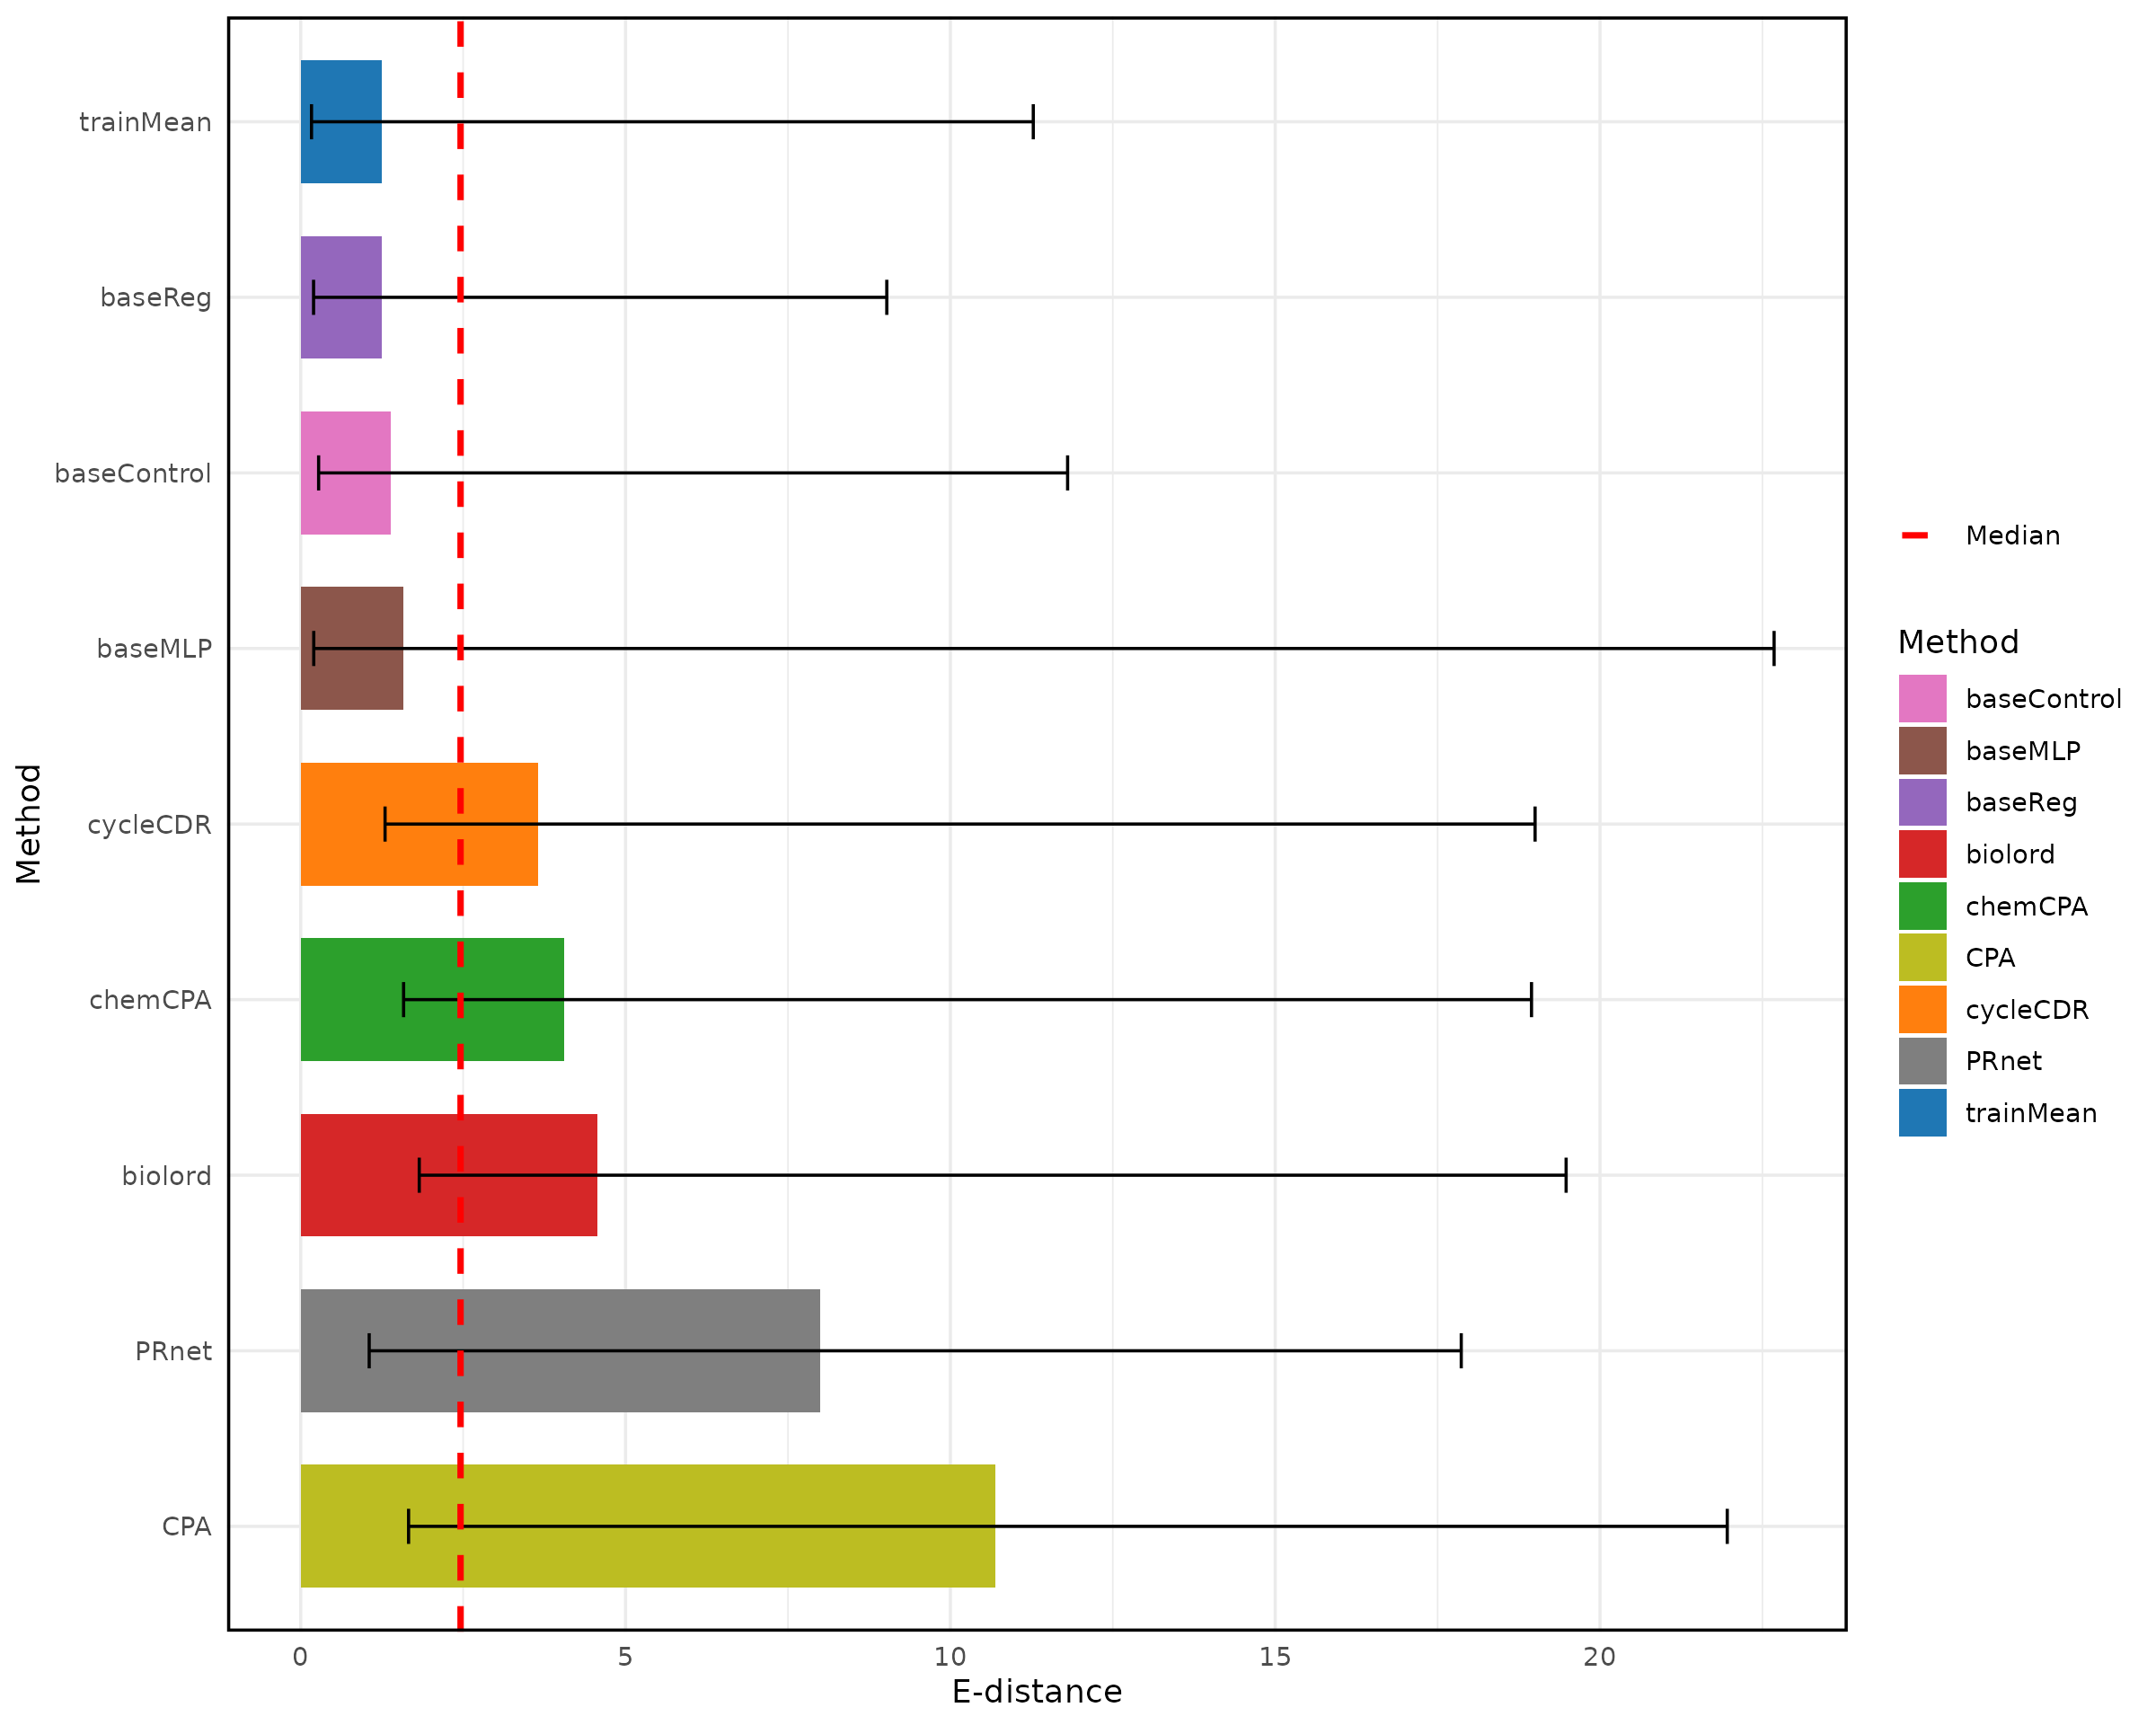 trainMean
baseReg
baseControl
baseMLP
cycleCDR
chemCPA
biolord
PRnet
CPA
Method
0 5 10 15 20
E-distance
Median
Method
baseControl
baseMLP
baseReg
biolord
chemCPA
CPA
cycleCDR
PRnet
trainMean